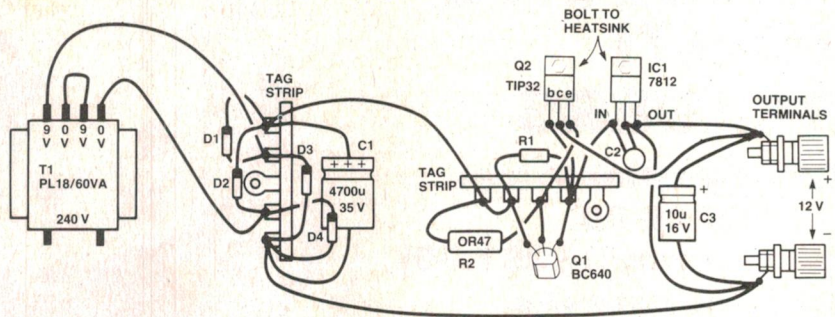 BOLT TO
HEATSINK
Q2
TIP32
b c e
IC1
7812
IN
OUT
OUTPUT
TERMINALS
TAG
STRIP
9 0 9 0
V V V V
T1
PL18/60VA
240 V
D1
D2
D3
D4
C1
+ + +
4700u
35 V
R1
C2
TAG
STRIP
OR47
R2
Q1
BC640
+
10u
16 V
C3
+
12 V
−